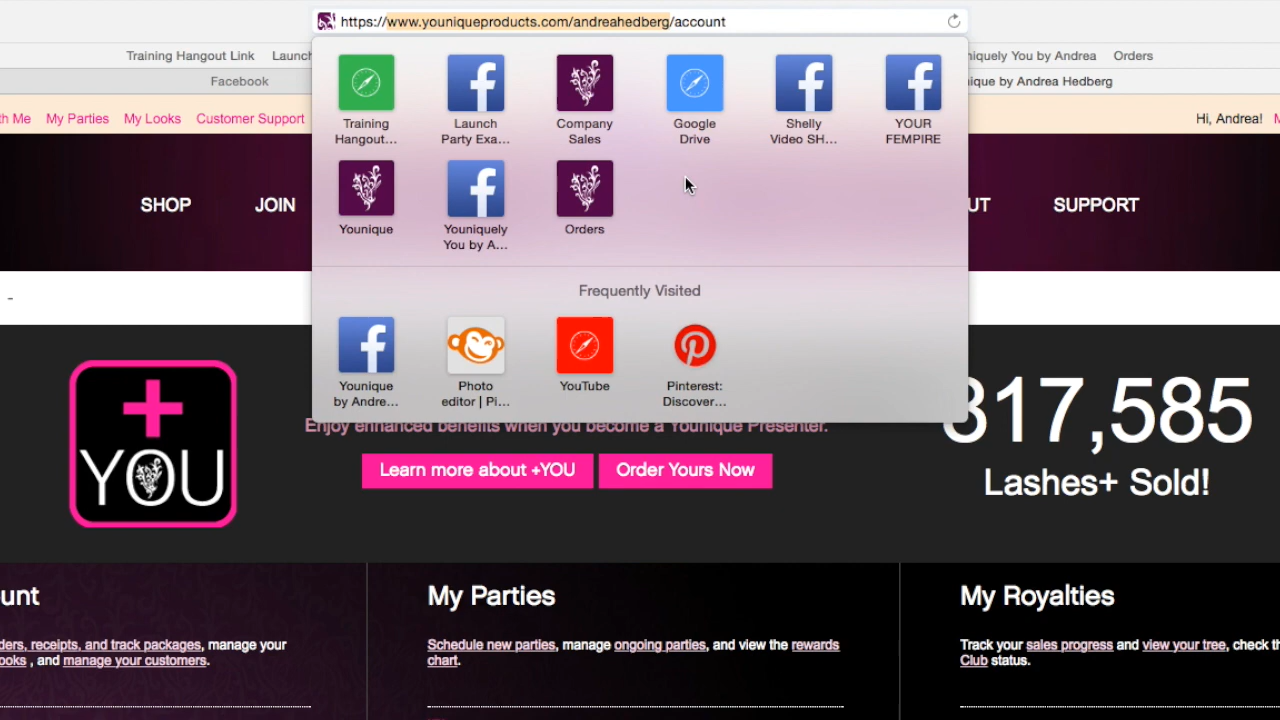 https://www.youniqueproducts.com/andreahedberg/account
Training Hangout Link
Launch
niquely You by Andrea
Orders
Facebook
ique by Andrea Hedberg
th Me
My Parties
My Looks
Customer Support
Hi, Andrea!
M
SHOP
JOIN
UT
SUPPORT
Training
Hangout...
Launch
Party Exa...
Company
Sales
Google
Drive
Shelly
Video SH...
YOUR
FEMPIRE
Younique
Youniquely
You by A...
Orders
Frequently Visited
Younique
by Andre...
Photo
editor | Pi...
YouTube
Pinterest:
Discover...
-
+
YOU
Enjoy enhanced benefits when you become a Younique Presenter.
Learn more about +YOU
Order Yours Now
817,585
Lashes+ Sold!
unt
ders, receipts, and track packages, manage your
ooks , and manage your customers.
My Parties
Schedule new parties, manage ongoing parties, and view the rewards
chart.
My Royalties
Track your sales progress and view your tree, check th
Club status.